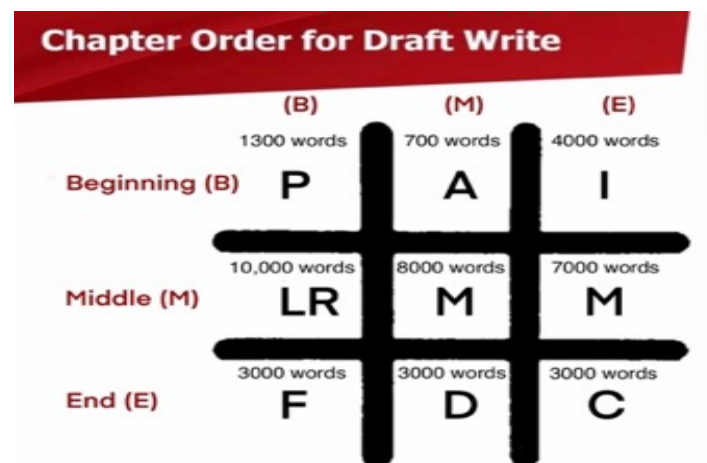 Chapter Order for Draft Write
(B) (M) (E)
1300 words 700 words 4000 words
Beginning (B) P A I
10,000 words 8000 words 7000 words
Middle (M) LR M M
3000 words 3000 words 3000 words
End (E) F D C